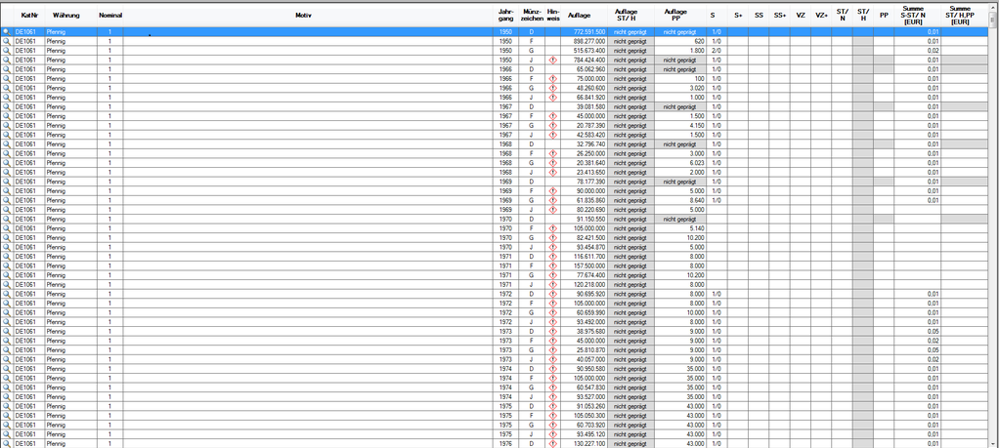 Kat Nr Währung Nominal Motiv Jahr-gang Münz-zeichen Hin-weis Auflage Auflage ST/ H Auflage PP S S+ SS SS+ VZ VZ+ ST/ N ST/ H PP Summe S-ST/ N [EUR] Summe ST/ H,PP [EUR]
DE1061 Pfennig 1 1950 D 772.591.500 nicht geprägt nicht geprägt 1/0 0,01
DE1061 Pfennig 1 1950 F 898.277.000 nicht geprägt 620 1/0 0,01
DE1061 Pfennig 1 1950 G 515.673.400 nicht geprägt 1.800 2/0 0,02
DE1061 Pfennig 1 1950 J 784.424.400 nicht geprägt nicht geprägt 1/0 0,01
DE1061 Pfennig 1 1966 D 65.062.960 nicht geprägt nicht geprägt 1/0 0,01
DE1061 Pfennig 1 1966 F 75.000.000 nicht geprägt 100 1/0 0,01
DE1061 Pfennig 1 1966 G 48.260.600 nicht geprägt 3.020 1/0 0,01
DE1061 Pfennig 1 1966 J 66.841.920 nicht geprägt 1.000 1/0 0,01
DE1061 Pfennig 1 1967 D 39.081.580 nicht geprägt nicht geprägt 1/0 0,01
DE1061 Pfennig 1 1967 F 45.000.000 nicht geprägt 1.500 1/0 0,01
DE1061 Pfennig 1 1967 G 20.787.390 nicht geprägt 4.150 1/0 0,01
DE1061 Pfennig 1 1967 J 42.583.420 nicht geprägt 1.500 1/0 0,01
DE1061 Pfennig 1 1968 D 32.796.740 nicht geprägt nicht geprägt 1/0 0,01
DE1061 Pfennig 1 1968 F 26.250.000 nicht geprägt 3.000 1/0 0,01
DE1061 Pfennig 1 1968 G 20.381.640 nicht geprägt 6.023 1/0 0,01
DE1061 Pfennig 1 1968 J 23.413.650 nicht geprägt 2.000 1/0 0,01
DE1061 Pfennig 1 1969 D 78.177.390 nicht geprägt nicht geprägt 1/0 0,01
DE1061 Pfennig 1 1969 F 90.000.000 nicht geprägt 5.000 1/0 0,01
DE1061 Pfennig 1 1969 G 61.835.860 nicht geprägt 8.640 1/0 0,01
DE1061 Pfennig 1 1969 J 80.220.690 nicht geprägt 5.000
DE1061 Pfennig 1 1970 D 91.150.550 nicht geprägt nicht geprägt
DE1061 Pfennig 1 1970 F 105.000.000 nicht geprägt 5.140
DE1061 Pfennig 1 1970 G 82.421.500 nicht geprägt 10.200
DE1061 Pfennig 1 1970 J 93.454.870 nicht geprägt 5.000
DE1061 Pfennig 1 1971 D 116.611.700 nicht geprägt 8.000
DE1061 Pfennig 1 1971 F 157.500.000 nicht geprägt 8.000
DE1061 Pfennig 1 1971 G 77.674.400 nicht geprägt 10.200
DE1061 Pfennig 1 1971 J 120.218.000 nicht geprägt 8.000
DE1061 Pfennig 1 1972 D 90.695.920 nicht geprägt 8.000 1/0 0,01
DE1061 Pfennig 1 1972 F 105.000.000 nicht geprägt 8.000 1/0 0,01
DE1061 Pfennig 1 1972 G 60.659.990 nicht geprägt 10.000 1/0 0,01
DE1061 Pfennig 1 1972 J 93.492.000 nicht geprägt 8.000 1/0 0,01
DE1061 Pfennig 1 1973 D 38.975.680 nicht geprägt 9.000 1/0 0,05
DE1061 Pfennig 1 1973 F 45.000.000 nicht geprägt 9.000 1/0 0,02
DE1061 Pfennig 1 1973 G 25.810.870 nicht geprägt 9.000 1/0 0,05
DE1061 Pfennig 1 1973 J 40.057.000 nicht geprägt 9.000 1/0 0,02
DE1061 Pfennig 1 1974 D 90.950.580 nicht geprägt 35.000 1/0 0,01
DE1061 Pfennig 1 1974 F 105.000.000 nicht geprägt 35.000 1/0 0,01
DE1061 Pfennig 1 1974 G 60.547.830 nicht geprägt 35.000 1/0 0,01
DE1061 Pfennig 1 1974 J 93.527.000 nicht geprägt 35.000 1/0 0,01
DE1061 Pfennig 1 1975 D 91.053.260 nicht geprägt 43.000 1/0 0,01
DE1061 Pfennig 1 1975 F 105.050.300 nicht geprägt 43.000 1/0 0,01
DE1061 Pfennig 1 1975 G 60.703.920 nicht geprägt 43.000 1/0 0,01
DE1061 Pfennig 1 1975 J 93.495.120 nicht geprägt 43.000 1/0 0,01
DE1061 Pfennig 1 1976 D 130.227.100 nicht geprägt 43.000 1/0 0,01